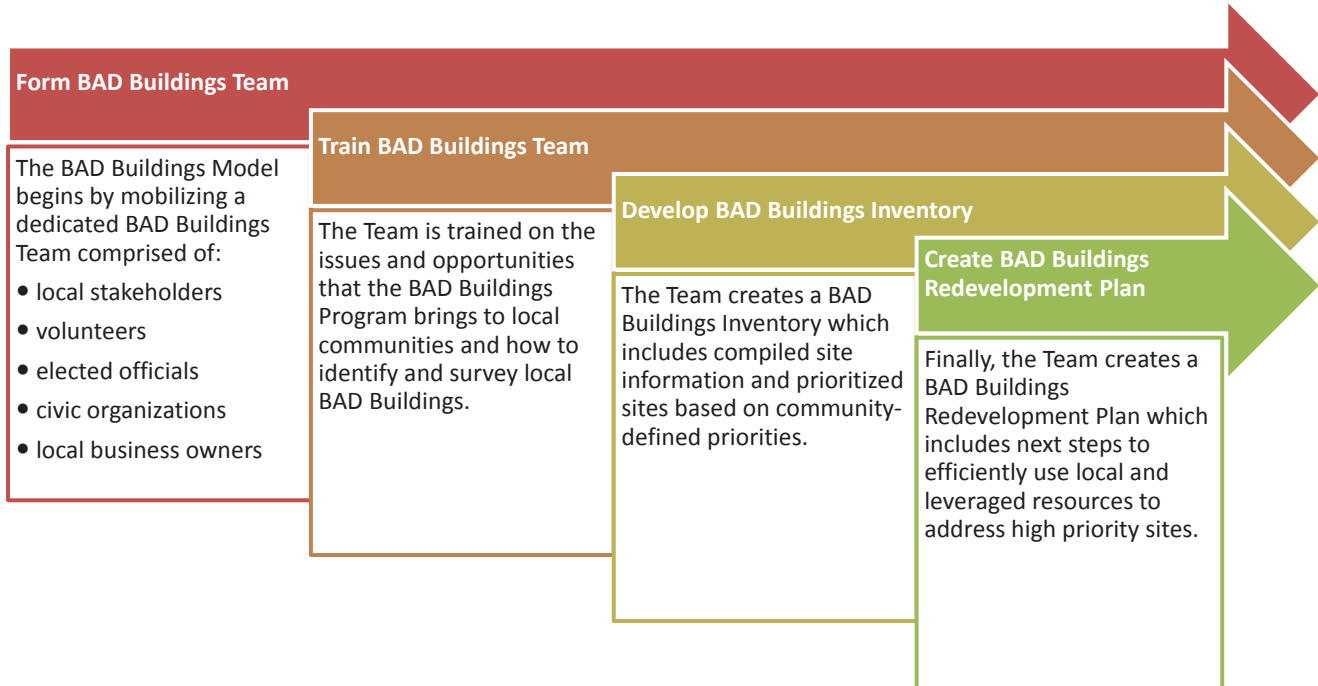 Form BAD Buildings Team
The BAD Buildings Model
begins by mobilizing a
dedicated BAD Buildings
Team comprised of:
• local stakeholders
• volunteers
• elected officials
• civic organizations
• local business owners
Train BAD Buildings Team
The Team is trained on the
issues and opportunities
that the BAD Buildings
Program brings to local
communities and how to
identify and survey local
BAD Buildings.
Develop BAD Buildings Inventory
The Team creates a BAD
Buildings Inventory which
includes compiled site
information and prioritized
sites based on community-
defined priorities.
Create BAD Buildings
Redevelopment Plan
Finally, the Team creates a
BAD Buildings
Redevelopment Plan which
includes next steps to
efficiently use local and
leveraged resources to
address high priority sites.